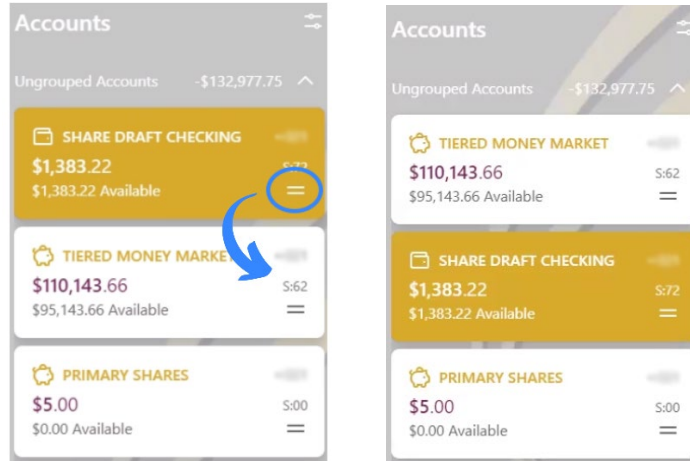 Accounts
Ungrouped Accounts -$132,977.75
SHARE DRAFT CHECKING
$1,383.22 S:72
$1,383.22 Available
TIERED MONEY MARKET
$110,143.66 S:62
$95,143.66 Available
PRIMARY SHARES
$5.00 S:00
$0.00 Available
Accounts
Ungrouped Accounts -$132,977.75
TIERED MONEY MARKET
$110,143.66 S:62
$95,143.66 Available
SHARE DRAFT CHECKING
$1,383.22 S:72
$1,383.22 Available
PRIMARY SHARES
$5.00 S:00
$0.00 Available